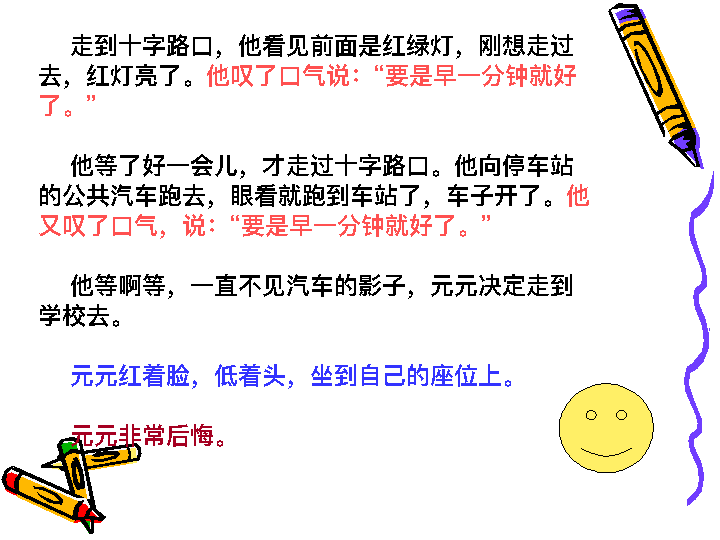 走到十字路口，他看见前面是红绿灯，刚想走过
去，红灯亮了。他叹了口气说：“要是早一分钟就好
了。”
他等了好一会儿，才走过十字路口。他向停车站
的公共汽车跑去，眼看就跑到车站了，车子开了。他
又叹了口气，说：“要是早一分钟就好了。”
他等啊等，一直不见汽车的影子，元元决定走到
学校去。
元元红着脸，低着头，坐到自己的座位上。
元元非常后悔。